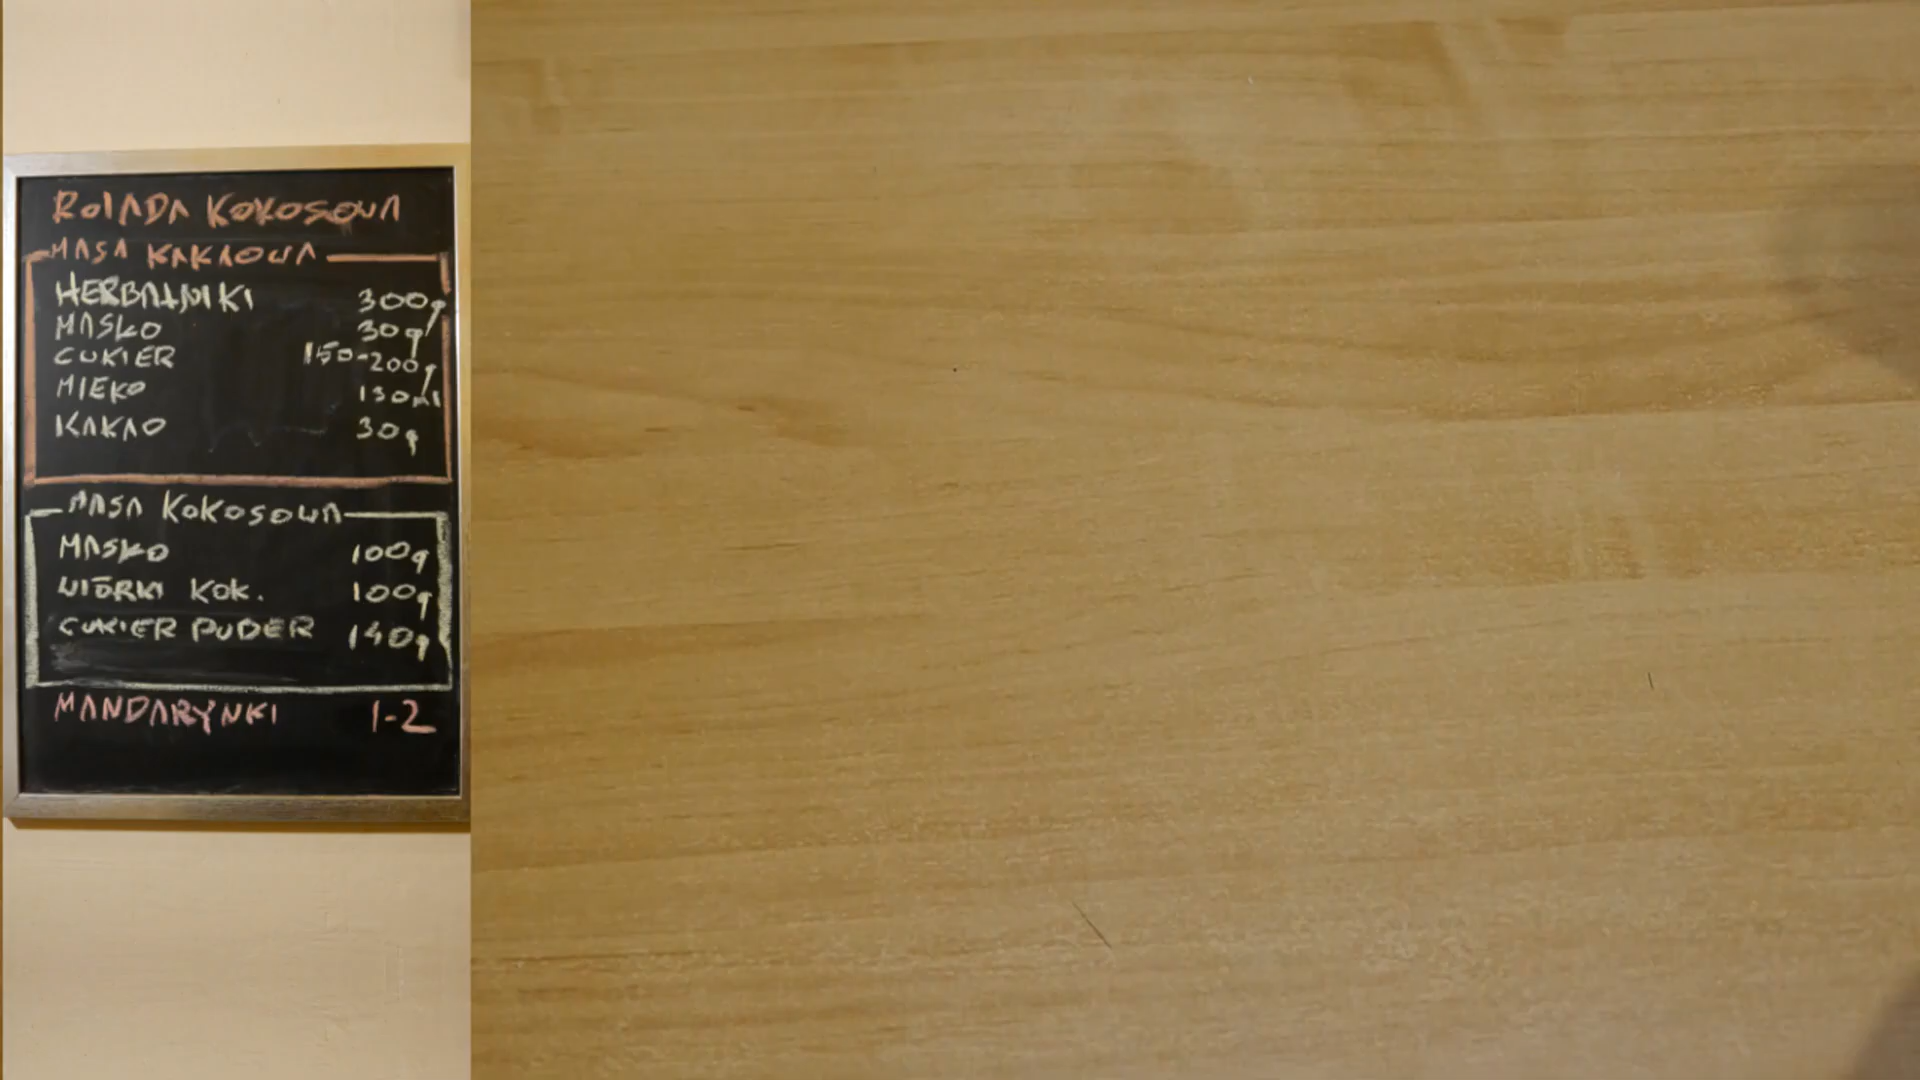 ROLADA KOKOSOWA
MASA KAKAOWA
HERBATNIKI 300g
MASŁO 30g
CUKIER 150-200g
MLEKO 130ml
KAKAO 30g
MASA KOKOSOWA
MASŁO 100g
WIÓRKI KOK. 100g
CUKIER PUDER 140g
MANDARYNKI 1-2